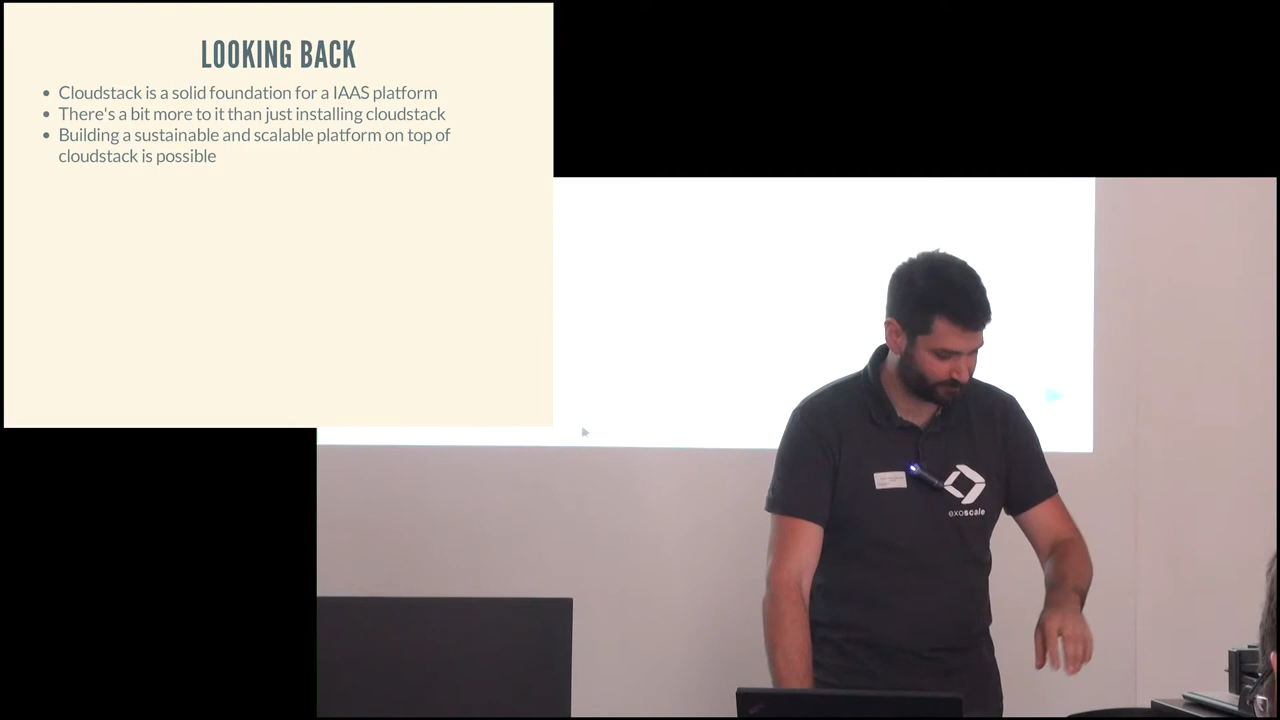 LOOKING BACK
Cloudstack is a solid foundation for a IAAS platform
There's a bit more to it than just installing cloudstack
Building a sustainable and scalable platform on top of
cloudstack is possible
exoscale